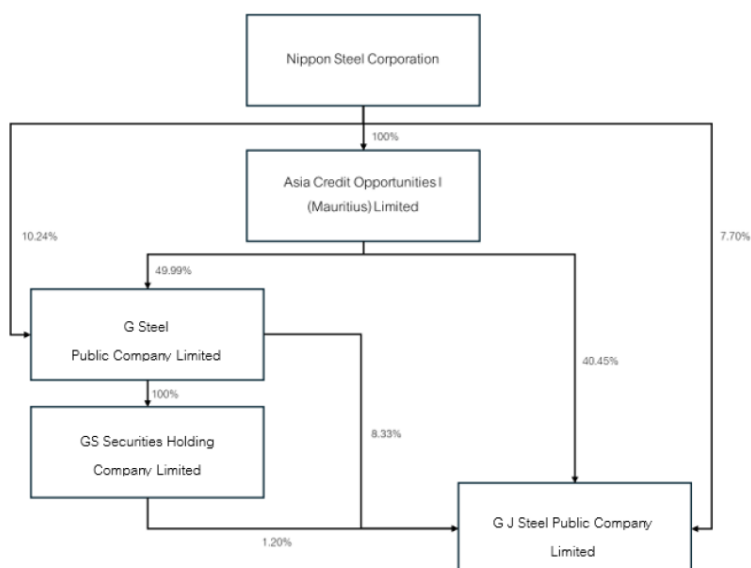 Nippon Steel Corporation
100%
Asia Credit Opportunities I
(Mauritius) Limited
10.24%
7.70%
49.99%
G Steel
Public Company Limited
40.45%
100%
8.33%
GS Securities Holding
Company Limited
G J Steel Public Company
Limited
1.20%